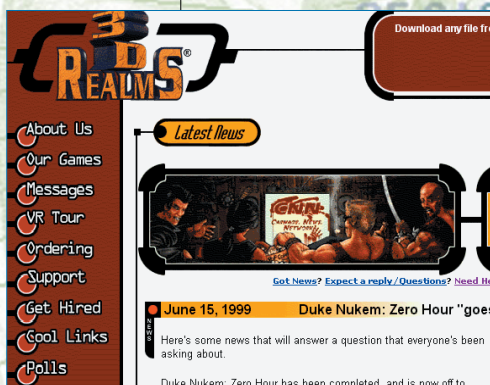 3D
REALMS®
Download any file fr
About Us
Our Games
Messages
VR Tour
Ordering
Support
Get Hired
Cool Links
Polls
Latest News
CARNAGE NEWS
NETWORK
Got News? Expect a reply/Questions? Need He
NEWS
June 15, 1999 Duke Nukem: Zero Hour "goes
Here's some news that will answer a question that everyone's been
asking about.
Duke Nukem: Zero Hour has been completed, and is now off to